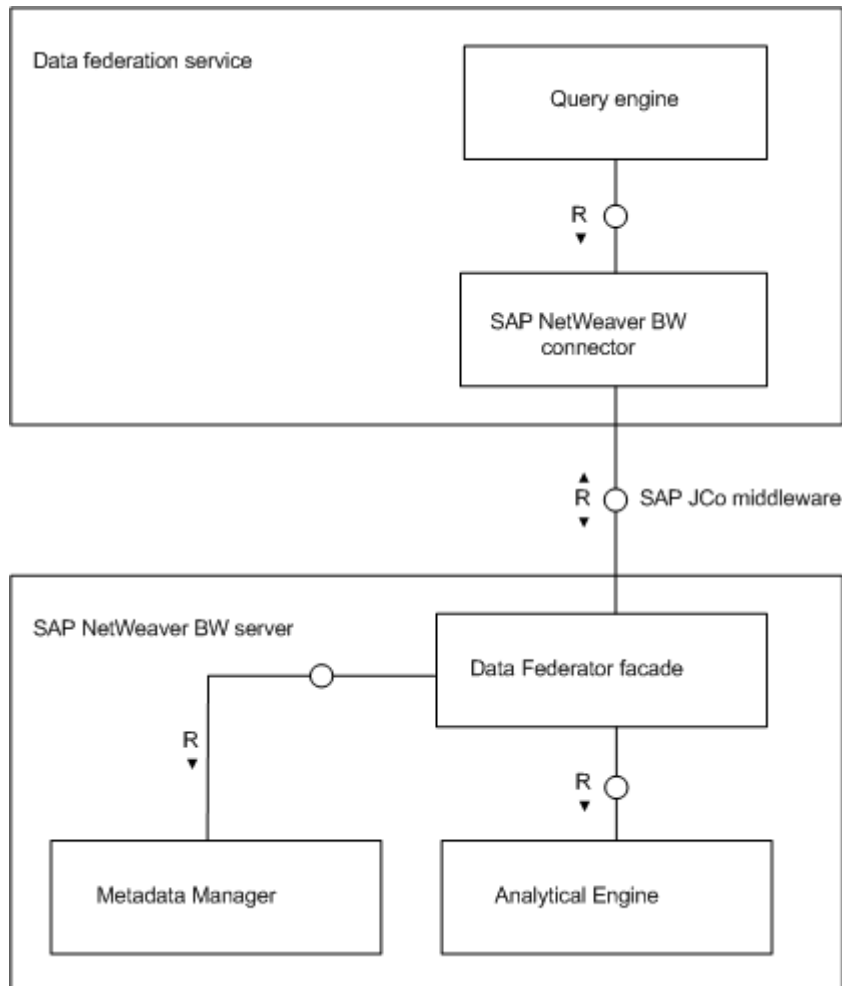 Data federation service
Query engine
R
SAP NetWeaver BW
connector
R
SAP JCo middleware
SAP NetWeaver BW server
Data Federator facade
R
R
Metadata Manager
Analytical Engine